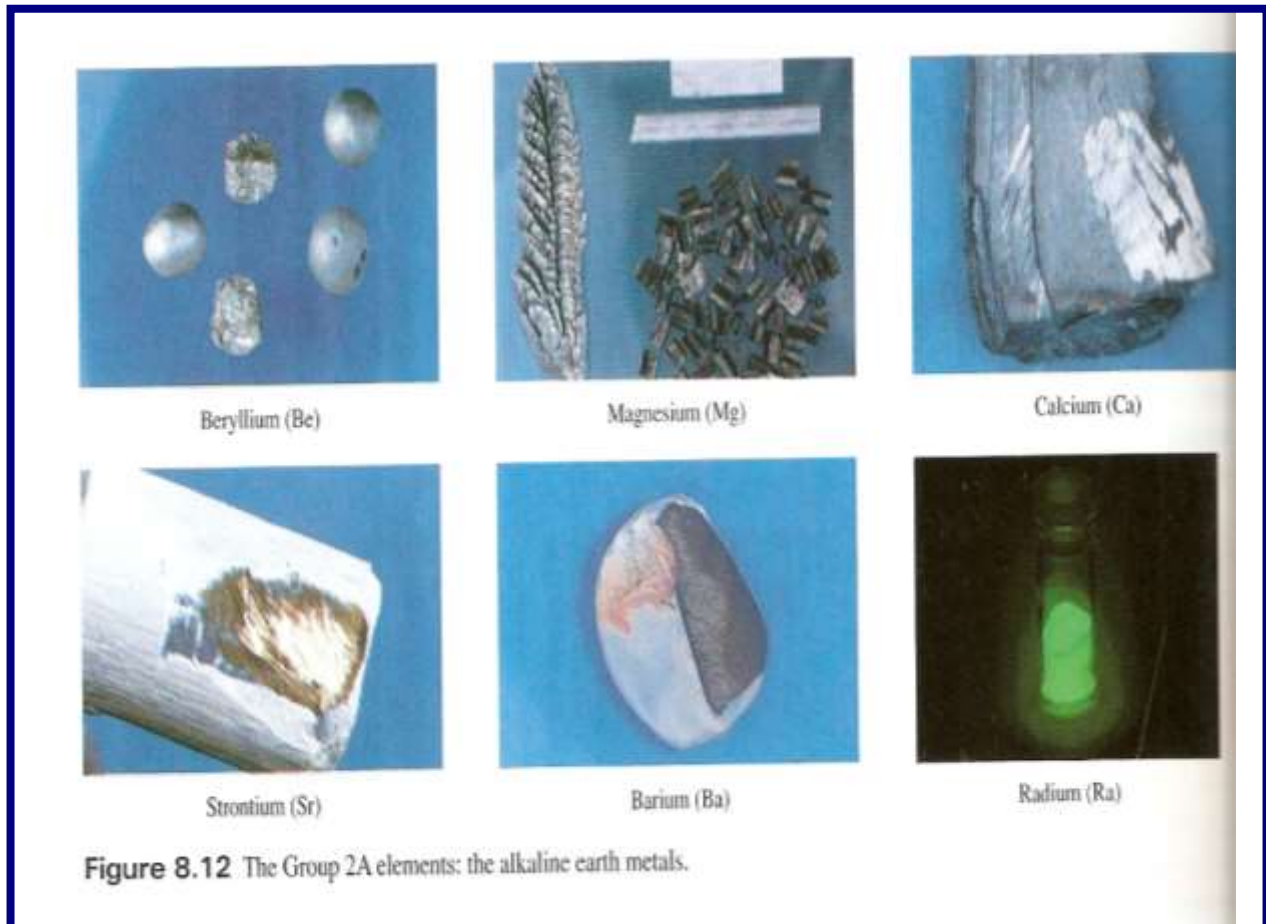 Beryllium (Be)
Magnesium (Mg)
Calcium (Ca)
Strontium (Sr)
Barium (Ba)
Radium (Ra)
Figure 8.12 The Group 2A elements: the alkaline earth metals.